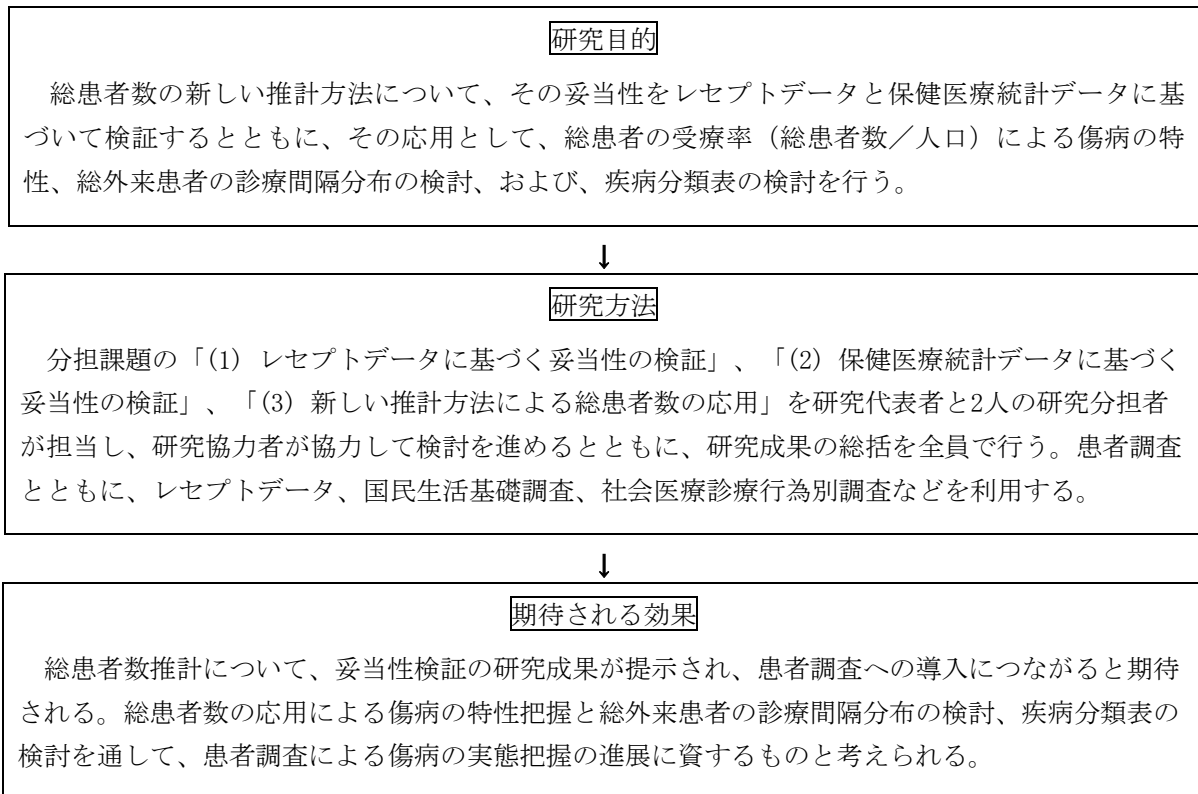 研究目的
総患者数の新しい推計方法について、その妥当性をレセプトデータと保健医療統計データに基
づいて検証するとともに、その応用として、総患者の受療率（総患者数／人口）による傷病の特
性、総外来患者の診療間隔分布の検討、および、疾病分類表の検討を行う。
↓
研究方法
分担課題の「(1) レセプトデータに基づく妥当性の検証」、「(2) 保健医療統計データに基づく
妥当性の検証」、「(3) 新しい推計方法による総患者数の応用」を研究代表者と2人の研究分担者
が担当し、研究協力者が協力して検討を進めるとともに、研究成果の総括を全員で行う。患者調査
とともに、レセプトデータ、国民生活基礎調査、社会医療診療行為別調査などを利用する。
↓
期待される効果
総患者数推計について、妥当性検証の研究成果が提示され、患者調査への導入につながると期待
される。総患者数の応用による傷病の特性把握と総外来患者の診療間隔分布の検討、疾病分類表の
検討を通して、患者調査による傷病の実態把握の進展に資するものと考えられる。